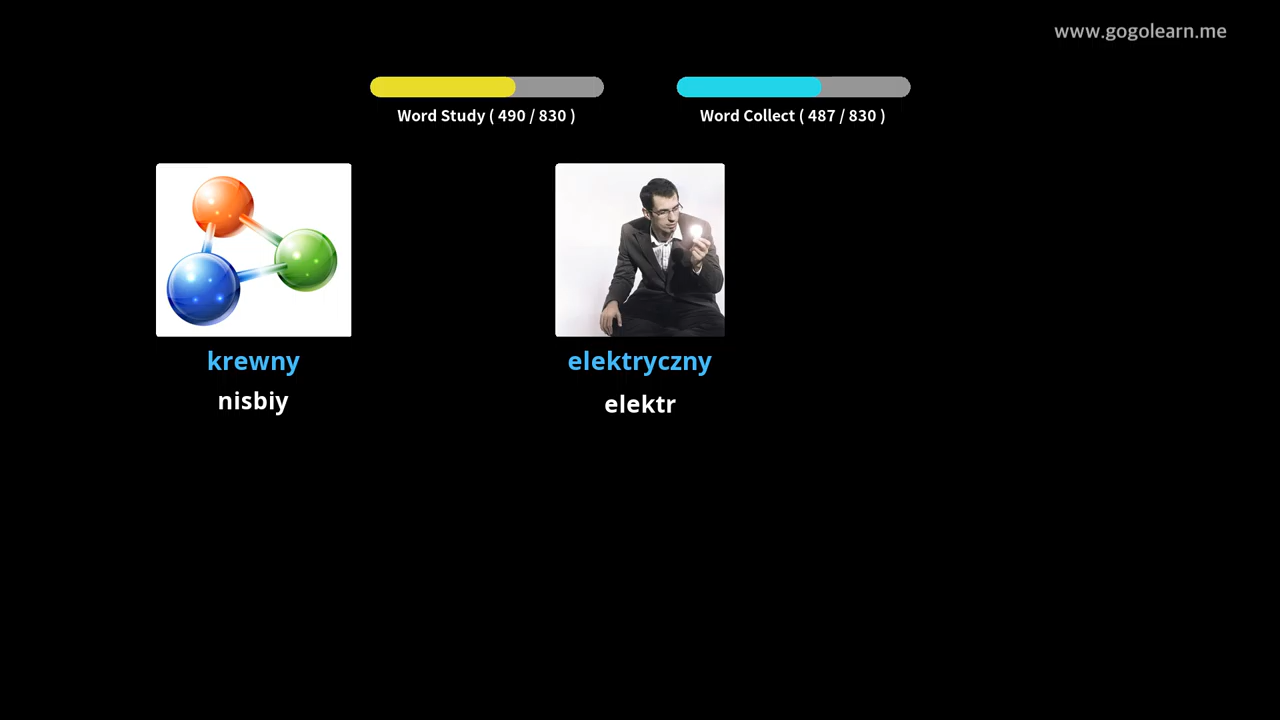 www.gogolearn.me
Word Study ( 490 / 830 )
Word Collect ( 487 / 830 )
krewny
nisbiy
elektryczny
elektr